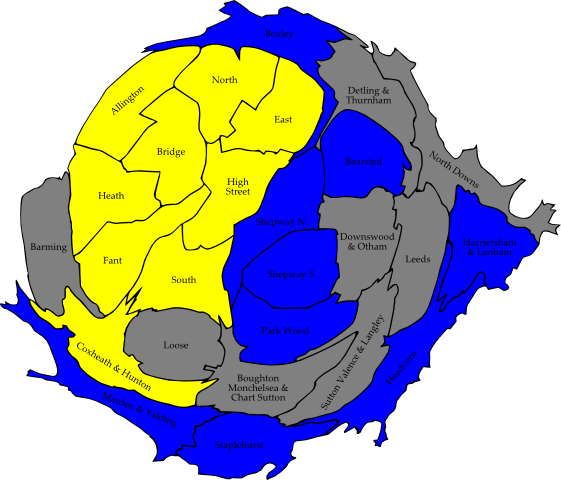 Boxley
North
Allington
Detling &
Thurnham
East
Bridge
Bearsted
North Downs
High
Street
Heath
Shepway N.
Barming
Downswood
& Otham
Harrietsham
& Lenham
Fant
Leeds
South
Shepway S.
Park Wood
Loose
Coxheath & Hunton
Sutton Valence & Langley
Headcorn
Boughton
Monchelsea &
Chart Sutton
Marden & Yalding
Staplehurst